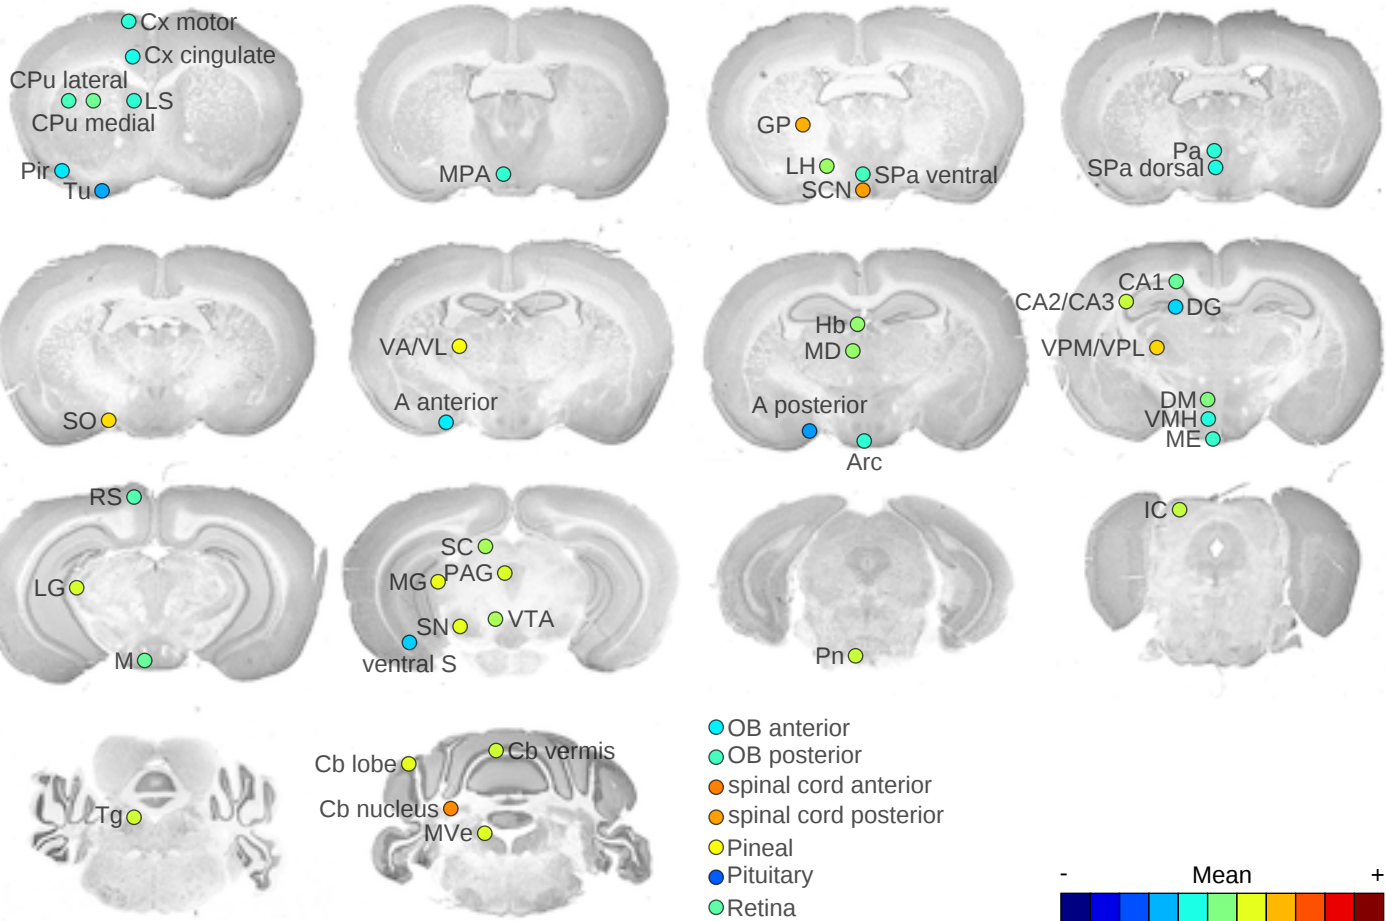 Cx motor
Cx cingulate
CPu lateral
LS
CPu medial
Pir
Tu
MPA
GP
LH
SPa ventral
SCN
Pa
SPa dorsal
SO
VA/VL
A anterior
Hb
MD
A posterior
Arc
CA1
CA2/CA3
DG
VPM/VPL
DM
VMH
ME
RS
LG
M
SC
MG
PAG
SN
VTA
ventral S
Pn
IC
Tg
Cb lobe
Cb vermis
Cb nucleus
MVe
OB anterior
OB posterior
spinal cord anterior
spinal cord posterior
Pineal
Pituitary
Retina
- Mean +